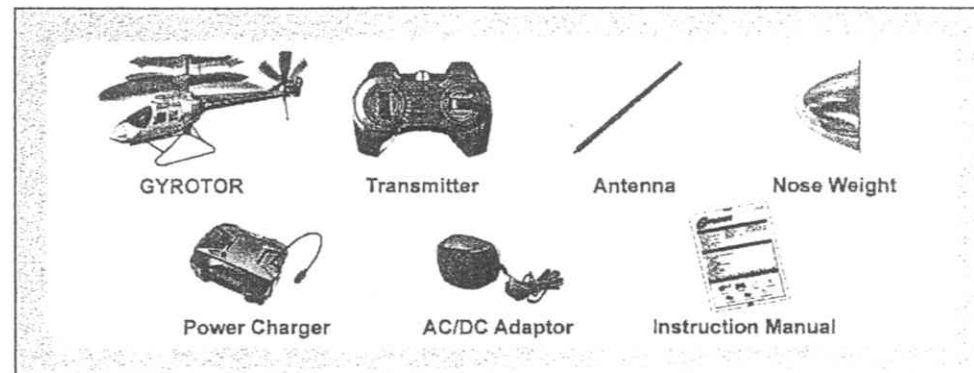 GYROTOR
Transmitter
Antenna
Nose Weight
Power Charger
AC/DC Adaptor
Instruction Manual